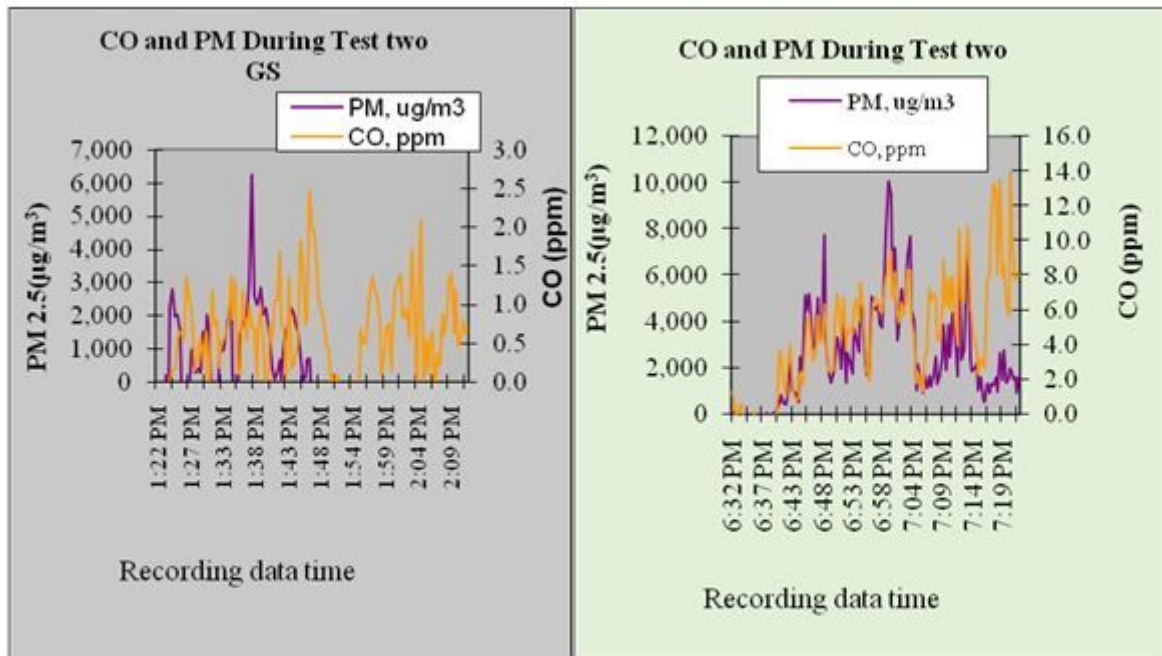 CO and PM During Test two
GS
PM, ug/m3
CO, ppm
7,000
6,000
5,000
4,000
3,000
2,000
1,000
0
PM 2.5(µg/m³)
3.0
2.5
2.0
1.5
1.0
0.5
0.0
CO (ppm)
1:22 PM
1:27 PM
1:33 PM
1:38 PM
1:43 PM
1:48 PM
1:54 PM
1:59 PM
2:04 PM
2:09 PM
Recording data time
CO and PM During Test two
PM, ug/m3
CO,ppm
12,000
10,000
8,000
6,000
4,000
2,000
0
PM 2.5(µg/m³)
16.0
14.0
12.0
10.0
8.0
6.0
4.0
2.0
0.0
CO (ppm)
6:32 PM
6:37 PM
6:43 PM
6:48 PM
6:53 PM
6:58 PM
7:04 PM
7:09 PM
7:14 PM
7:19 PM
Recording data time